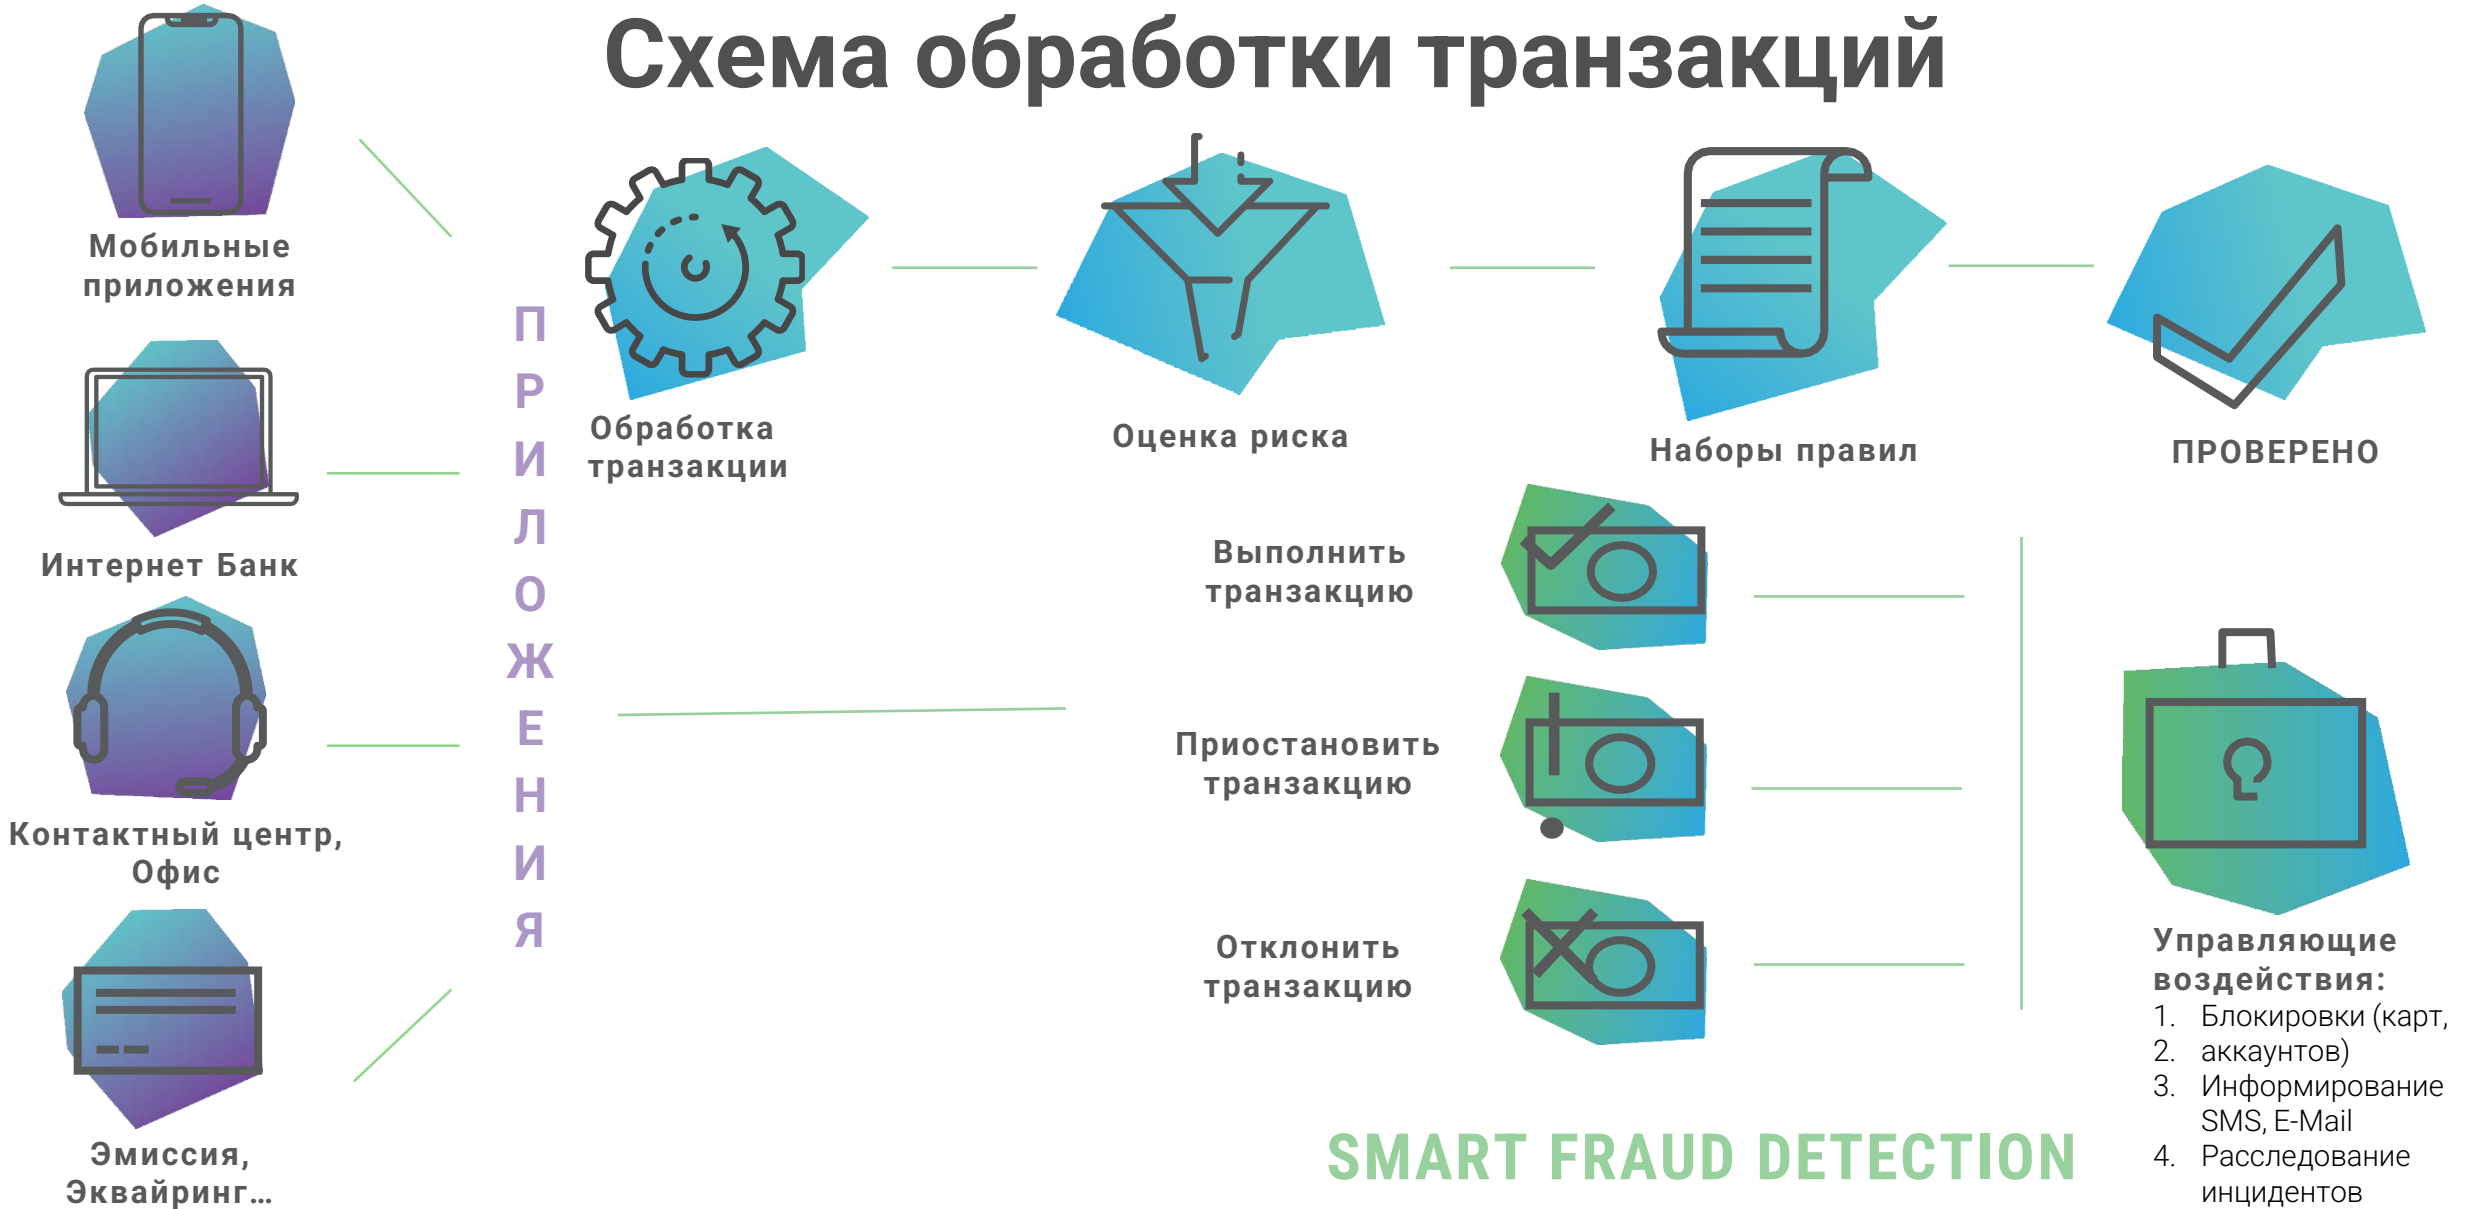 Схема обработки транзакций
Мобильные
приложения
Интернет Банк
Контактный центр,
Офис
Эмиссия,
Эквайринг...
ПРИЛОЖЕНИЯ
Обработка
транзакции
Оценка риска
Наборы правил
ПРОВЕРЕНО
Выполнить
транзакцию
Приостановить
транзакцию
Отклонить
транзакцию
Управляющие
воздействия:
1. Блокировки (карт,
2. аккаунтов)
3. Информирование
SMS, E-Mail
4. Расследование
инцидентов
SMART FRAUD DETECTION